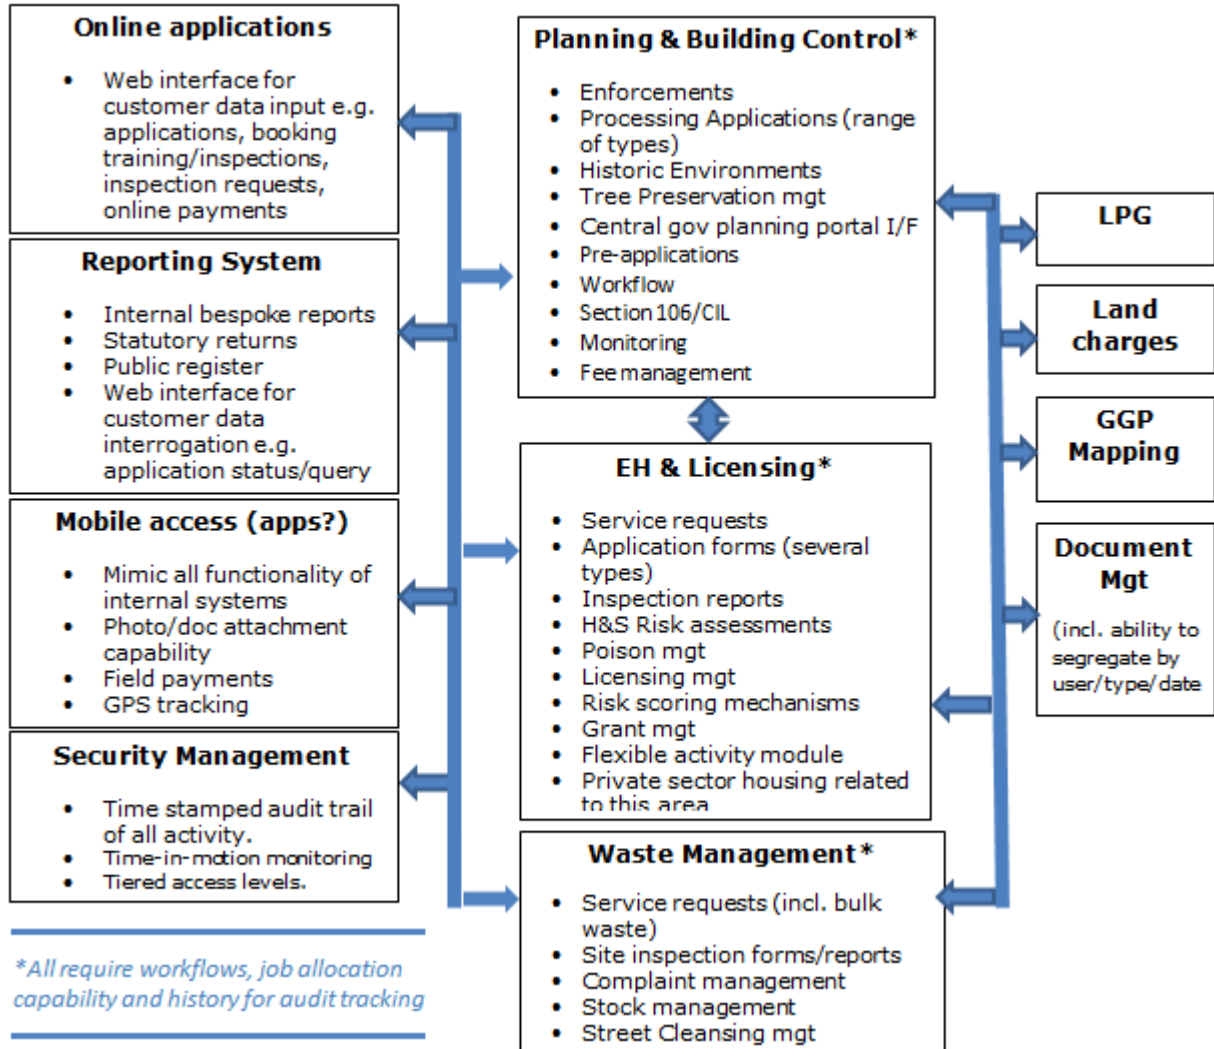 Online applications
• Web interface for
customer data input e.g.
applications, booking
training/inspections,
inspection requests,
online payments
Reporting System
• Internal bespoke reports
• Statutory returns
• Public register
• Web interface for
customer data
interrogation e.g.
application status/query
Mobile access (apps?)
• Mimic all functionality of
internal systems
• Photo/doc attachment
capability
• Field payments
• GPS tracking
Security Management
• Time stamped audit trail
of all activity.
• Time-in-motion monitoring
• Tiered access levels.
*All require workflows, job allocation
capability and history for audit tracking
Planning & Building Control*
• Enforcements
• Processing Applications (range
of types)
• Historic Environments
• Tree Preservation mgt
• Central gov planning portal I/F
• Pre-applications
• Workflow
• Section 106/CIL
• Monitoring
• Fee management
EH & Licensing*
• Service requests
• Application forms (several
types)
• Inspection reports
• H&S Risk assessments
• Poison mgt
• Licensing mgt
• Risk scoring mechanisms
• Grant mgt
• Flexible activity module
• Private sector housing related
to this area
Waste Management*
• Service requests (incl. bulk
waste)
• Site inspection forms/reports
• Complaint management
• Stock management
• Street Cleansing mgt
LPG
Land
charges
GGP
Mapping
Document
Mgt
(incl. ability to
segregate by
user/type/date